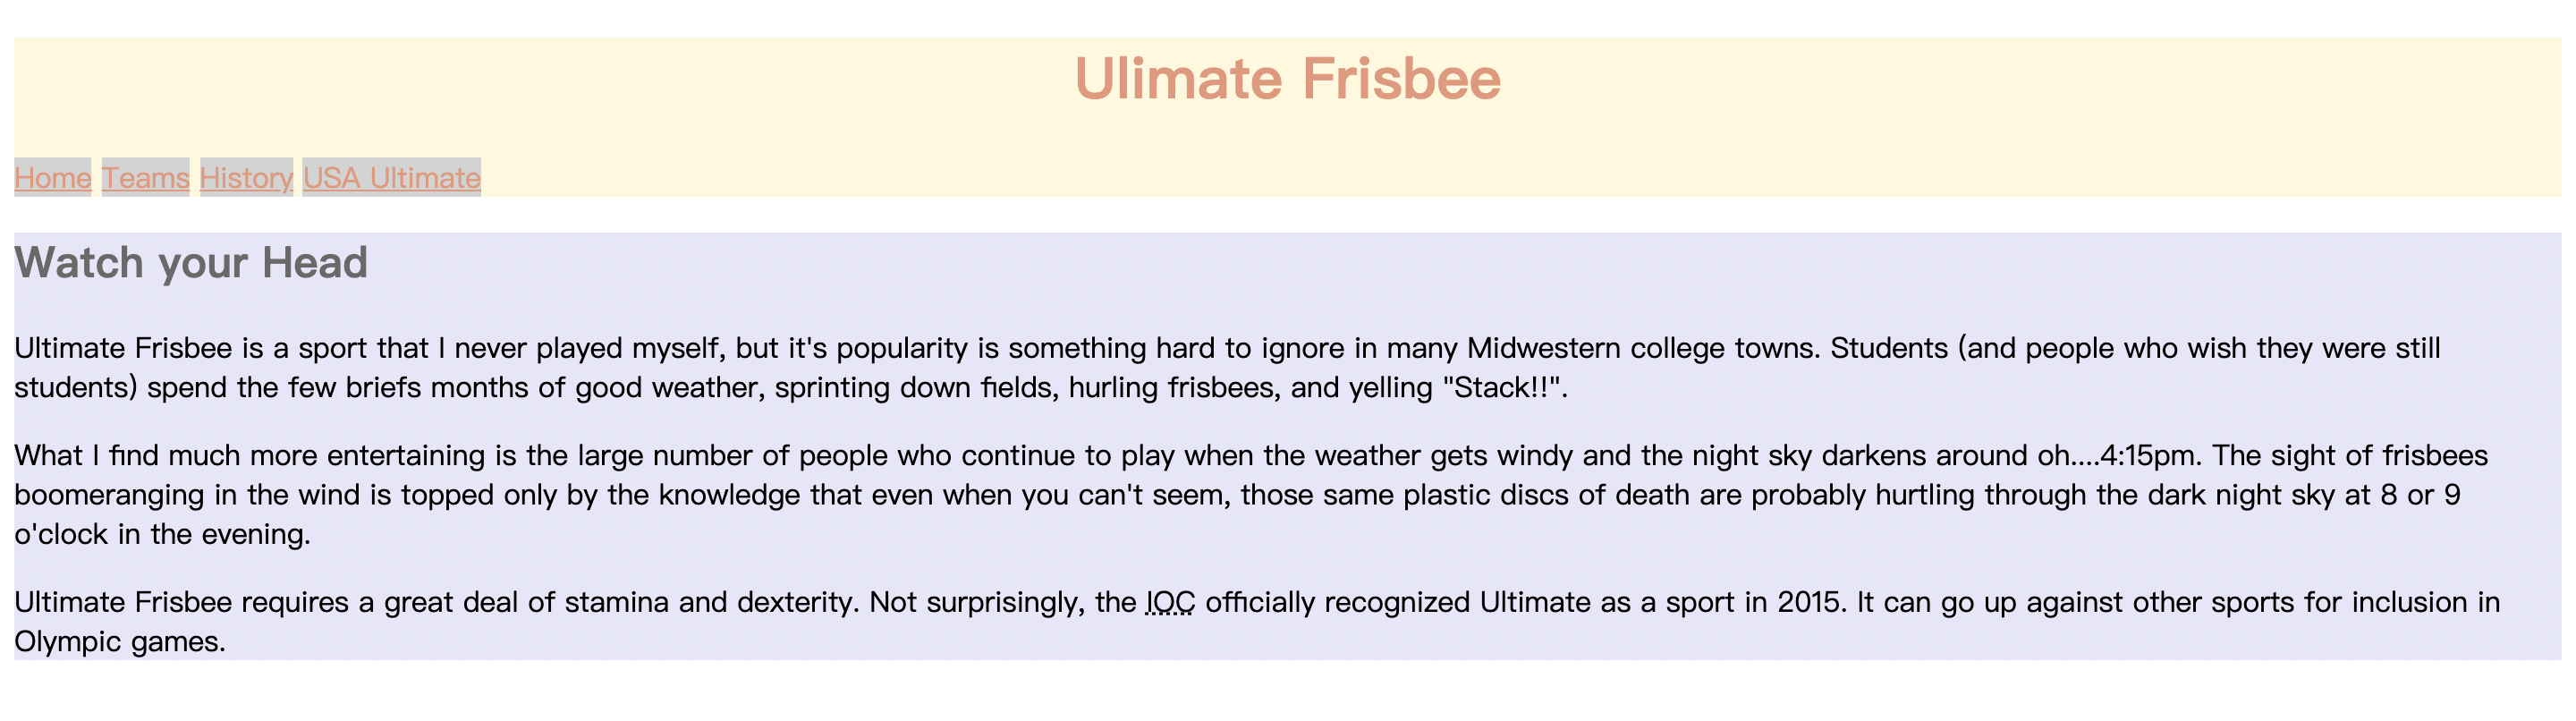 Ulimate Frisbee
Home Teams History USA Ultimate
Watch your Head
Ultimate Frisbee is a sport that I never played myself, but it's popularity is something hard to ignore in many Midwestern college towns. Students (and people who wish they were still
students) spend the few briefs months of good weather, sprinting down fields, hurling frisbees, and yelling "Stack!!".
What I find much more entertaining is the large number of people who continue to play when the weather gets windy and the night sky darkens around oh....4:15pm. The sight of frisbees
boomeranging in the wind is topped only by the knowledge that even when you can't seem, those same plastic discs of death are probably hurtling through the dark night sky at 8 or 9
o'clock in the evening.
Ultimate Frisbee requires a great deal of stamina and dexterity. Not surprisingly, the IOC officially recognized Ultimate as a sport in 2015. It can go up against other sports for inclusion in
Olympic games.